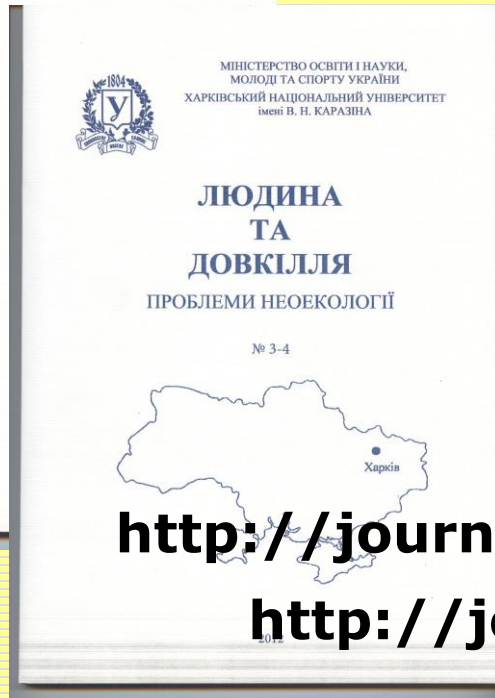 1804
У
МІНІСТЕРСТВО ОСВІТИ І НАУКИ,
МОЛОДІ ТА СПОРТУ УКРАЇНИ
ХАРКІВСЬКИЙ НАЦІОНАЛЬНИЙ УНІВЕРСИТЕТ
імені В. Н. КАРАЗІНА
ЛЮДИНА
ТА
ДОВКІЛЛЯ
ПРОБЛЕМИ НЕОЕКОЛОГІЇ
№ 3-4
Харків
http://journ
http://jo
2012